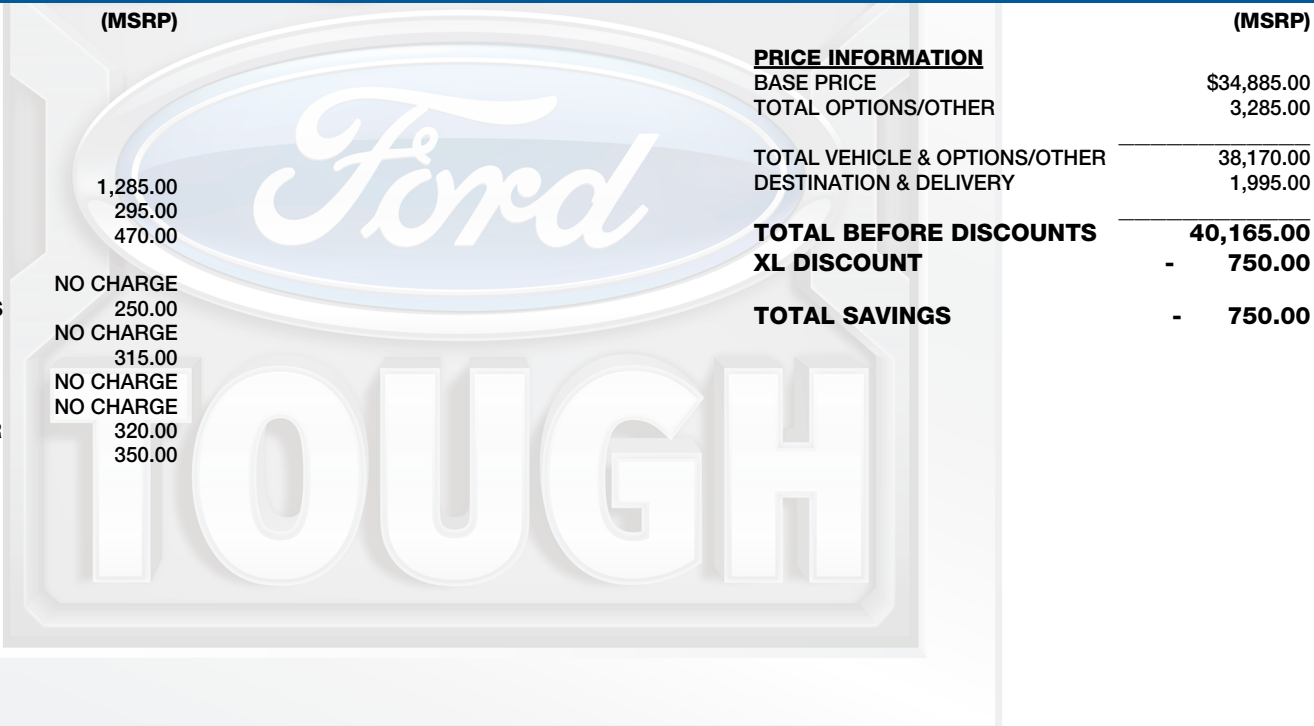 (MSRP)
1,285.00
295.00
470.00
NO CHARGE
S 250.00
NO CHARGE
315.00
NO CHARGE
NO CHARGE
R 320.00
350.00
(MSRP)
PRICE INFORMATION
BASE PRICE $34,885.00
TOTAL OPTIONS/OTHER 3,285.00
TOTAL VEHICLE & OPTIONS/OTHER 38,170.00
DESTINATION & DELIVERY 1,995.00
TOTAL BEFORE DISCOUNTS 40,165.00
XL DISCOUNT - 750.00
TOTAL SAVINGS - 750.00
Ford
TOUGH